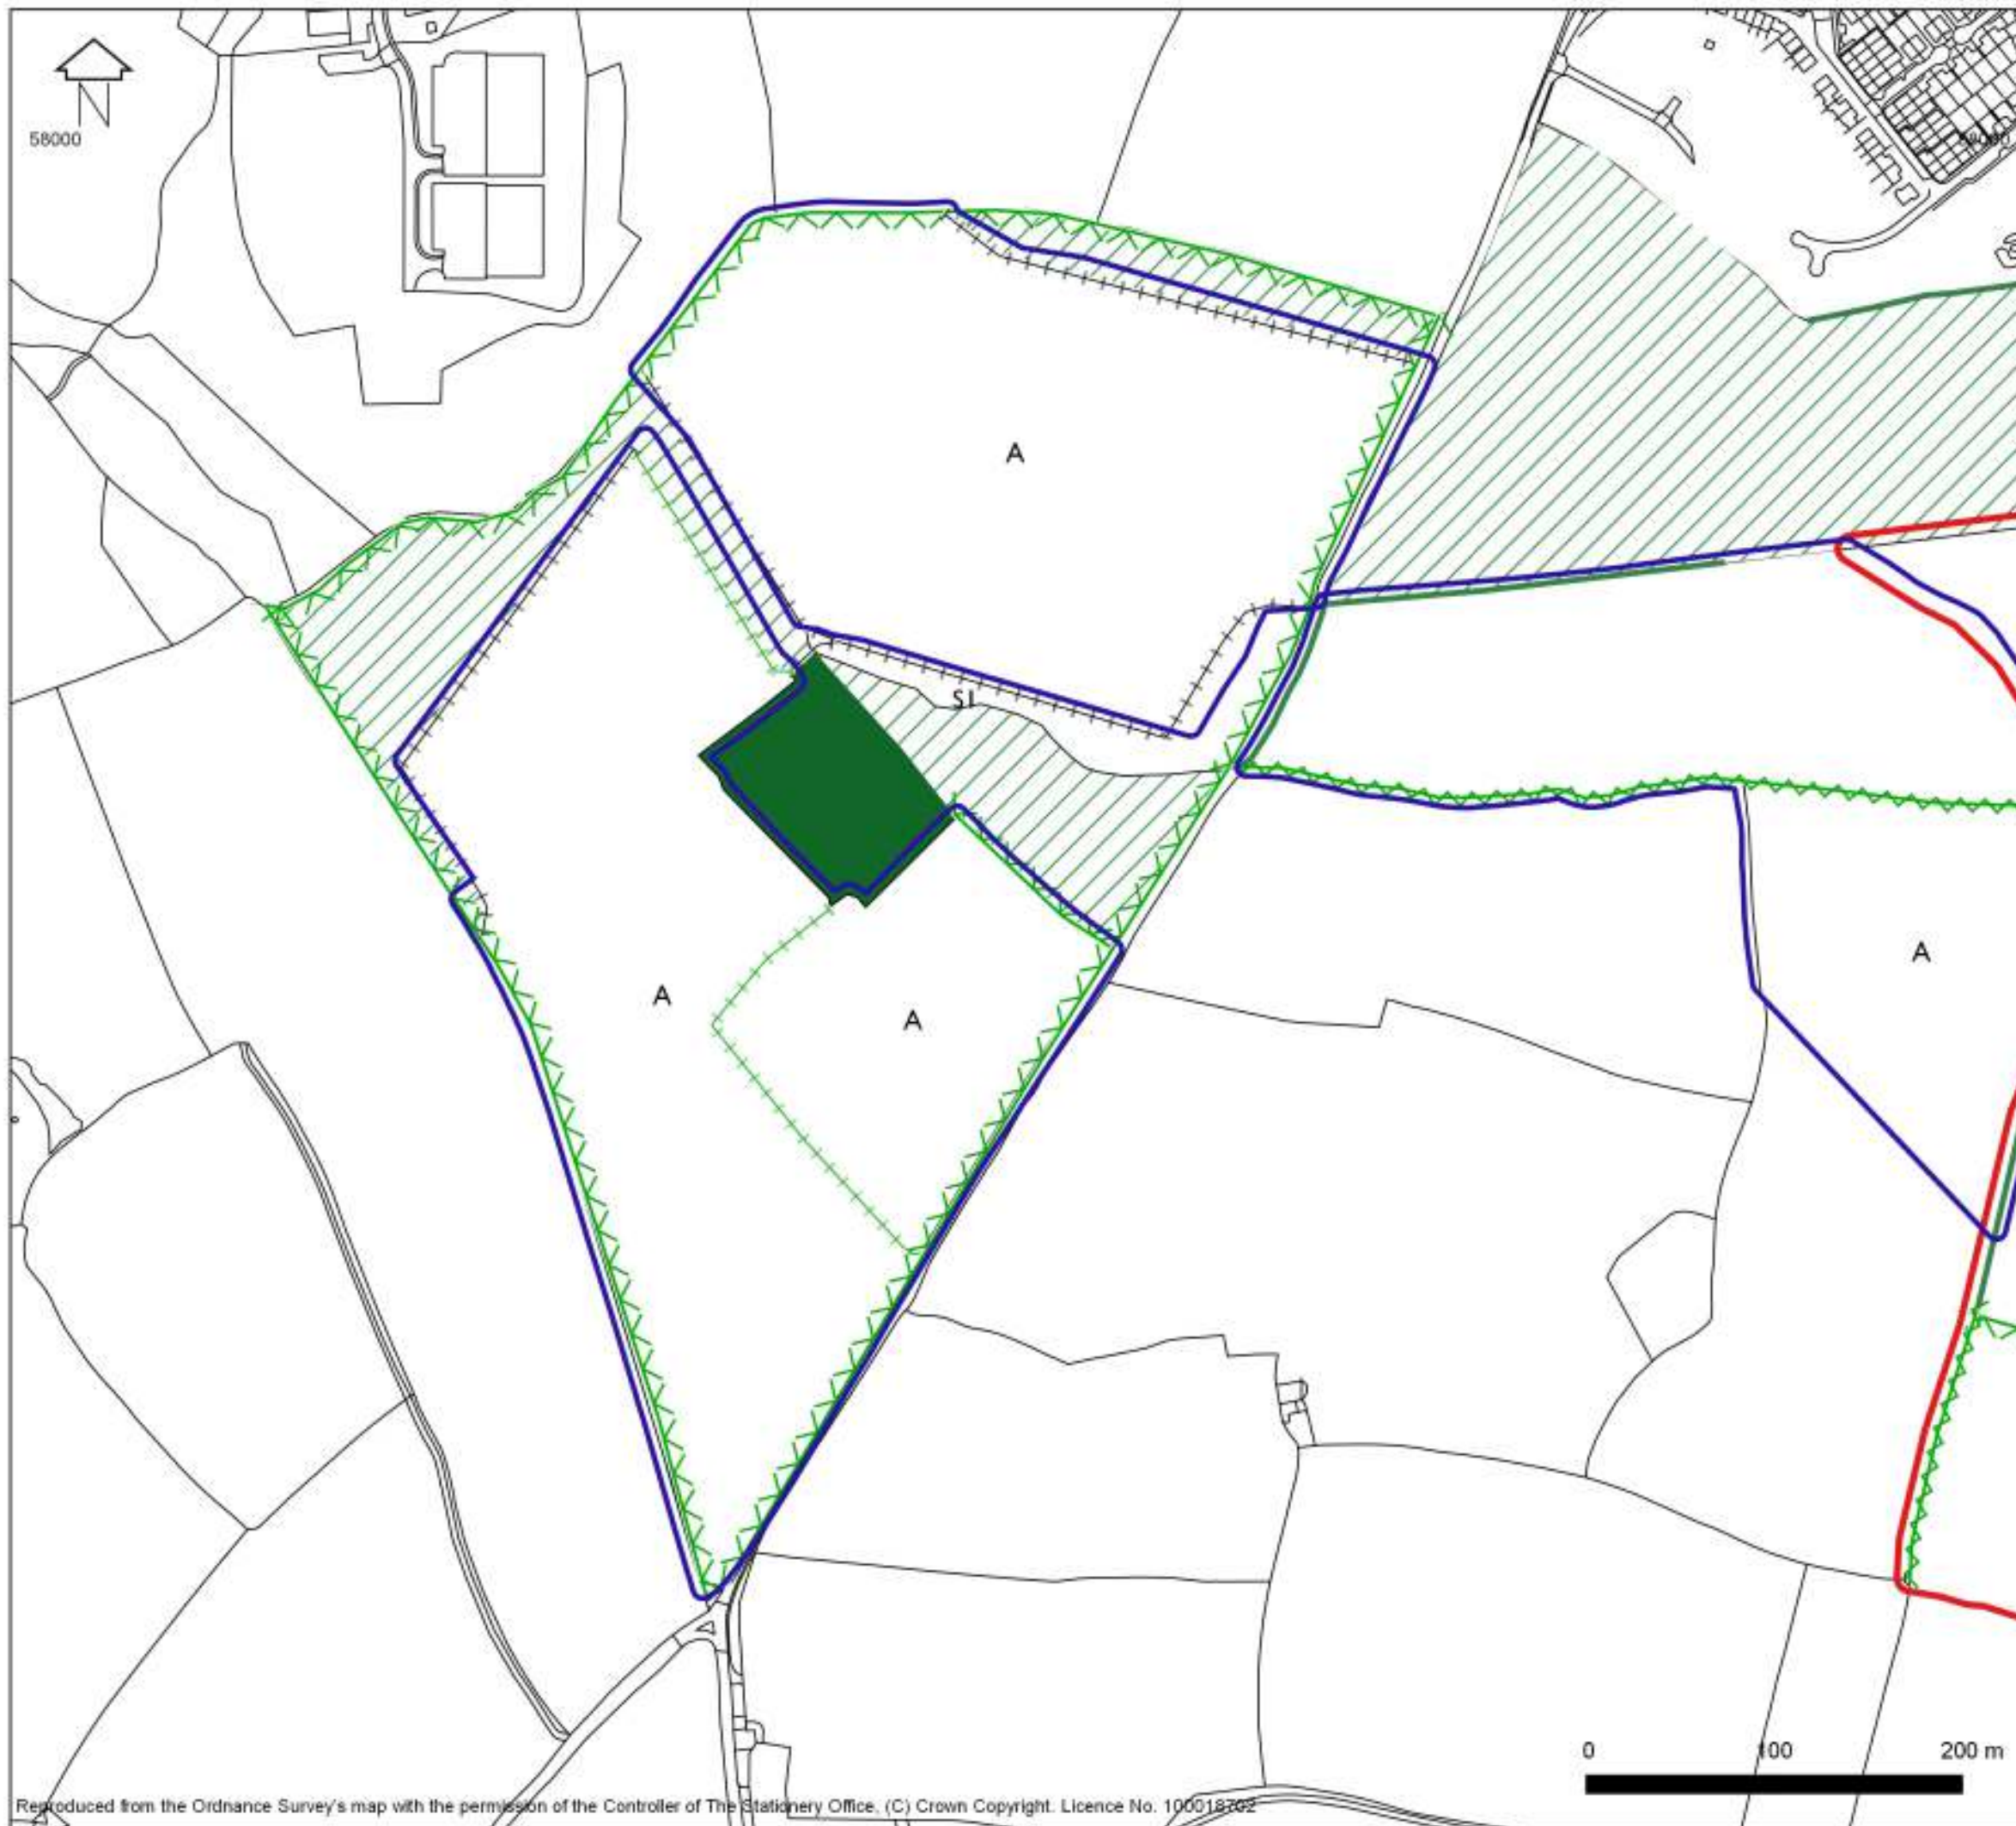 N
58000
A
SI
A
A
A
0 100 200 m
Reproduced from the Ordnance Survey's map with the permission of the Controller of The Stationery Office, (C) Crown Copyright. Licence No. 100018702